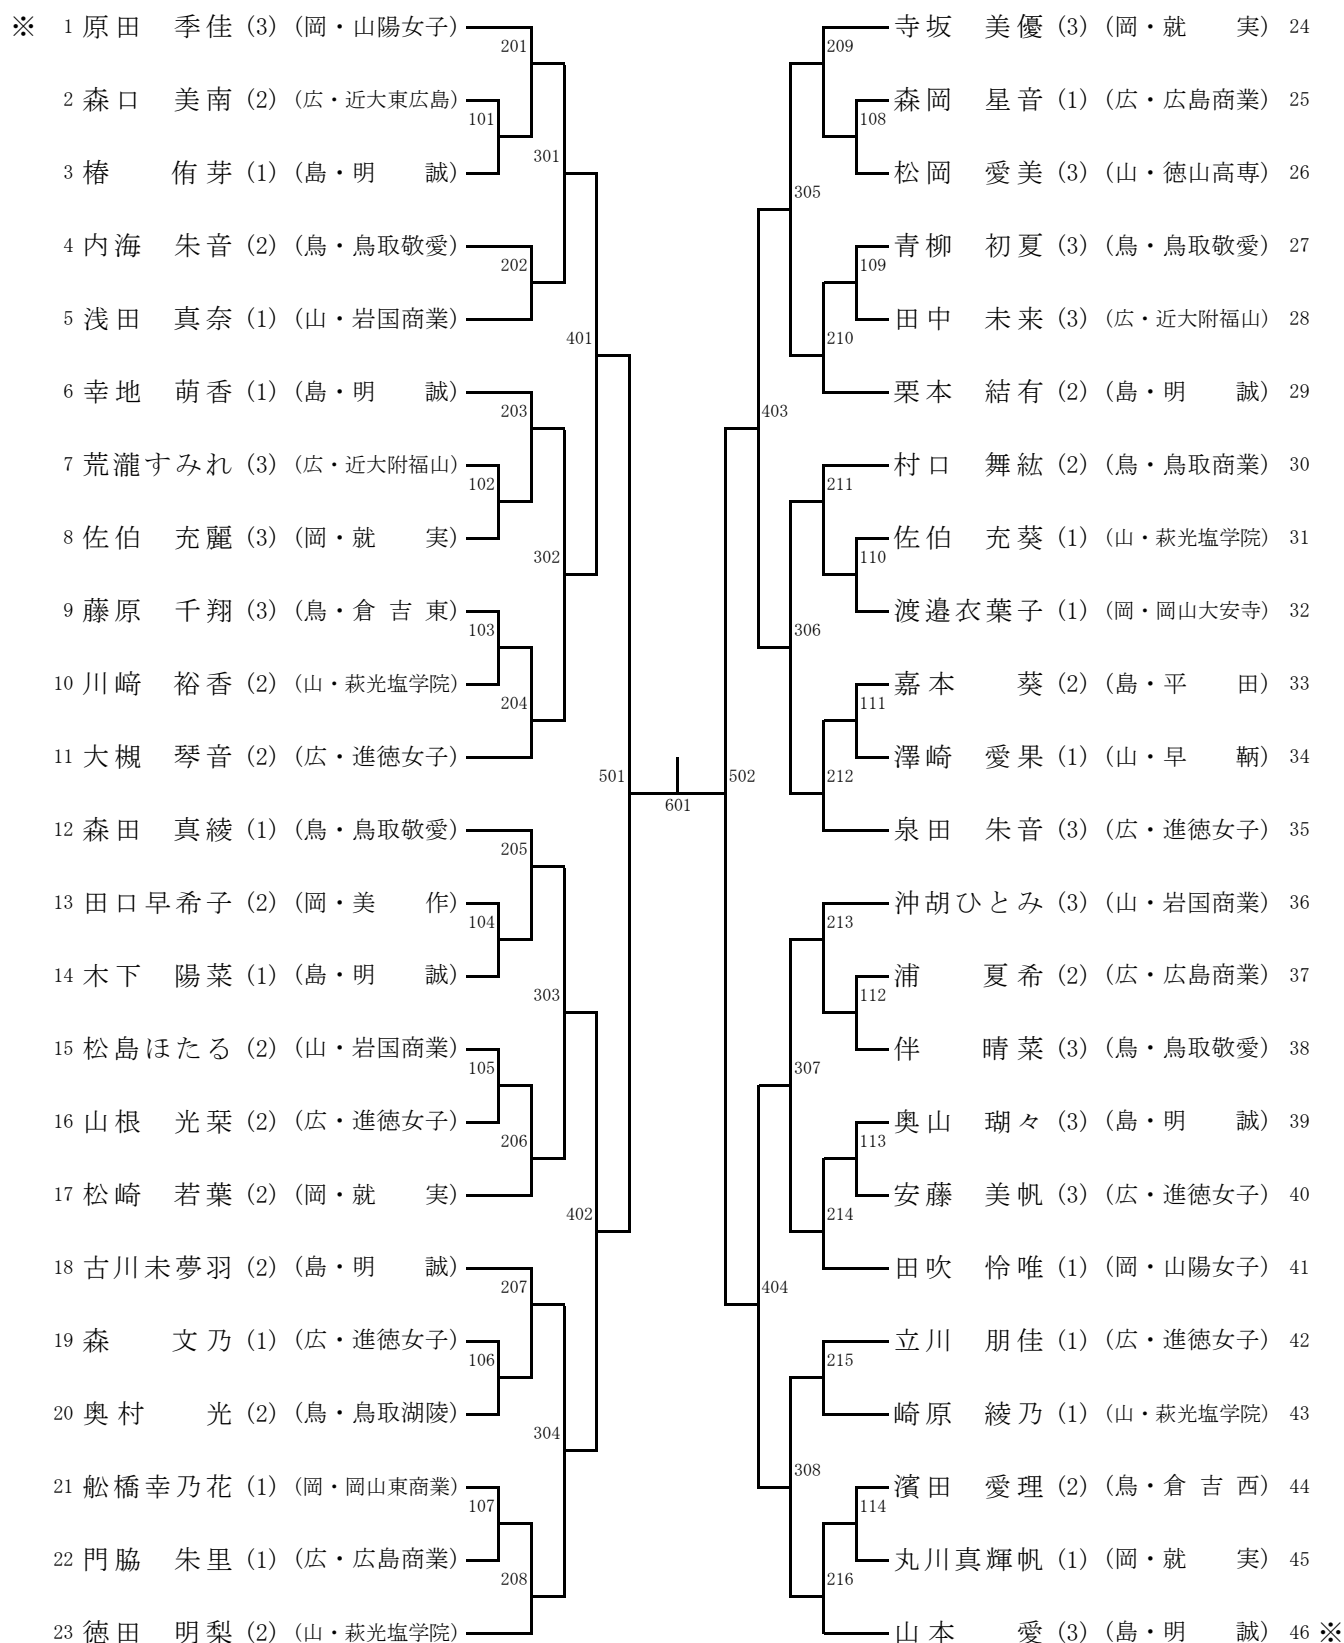 ※ 1 原田 季佳 (3) (岡・山陽女子)
2 森口 美南 (2) (広・近大東広島)
3 椿 侑芽 (1) (島・明 誠)
4 内海 朱音 (2) (鳥・鳥取敬愛)
5 浅田 真奈 (1) (山・岩国商業)
6 幸地 萌香 (1) (島・明 誠)
7 荒瀧すみれ (3) (広・近大附福山)
8 佐伯 充麗 (3) (岡・就 実)
9 藤原 千翔 (3) (鳥・倉吉東)
10 川﨑 裕香 (2) (山・萩光塩学院)
11 大槻 琴音 (2) (広・進徳女子)
12 森田 真綾 (1) (鳥・鳥取敬愛)
13 田口早希子 (2) (岡・美 作)
14 木下 陽菜 (1) (島・明 誠)
15 松島ほたる (2) (山・岩国商業)
16 山根 光栞 (2) (広・進徳女子)
17 松崎 若葉 (2) (岡・就 実)
18 古川未夢羽 (2) (島・明 誠)
19 森 文乃 (1) (広・進徳女子)
20 奥村 光 (2) (鳥・鳥取湖陵)
21 舩橋幸乃花 (1) (岡・岡山東商業)
22 門脇 朱里 (1) (広・広島商業)
23 徳田 明梨 (2) (山・萩光塩学院)
101
102
103
104
105
106
107
201
202
203
204
205
206
207
208
301
302
303
304
401
402
501
601
502
403
404
305
306
307
308
209
210
211
212
213
214
215
216
108
109
110
111
112
113
114
寺坂 美優 (3) (岡・就 実) 24
森岡 星音 (1) (広・広島商業) 25
松岡 愛美 (3) (山・徳山高専) 26
青柳 初夏 (3) (鳥・鳥取敬愛) 27
田中 未来 (3) (広・近大附福山) 28
栗本 結有 (2) (島・明 誠) 29
村口 舞紘 (2) (鳥・鳥取商業) 30
佐伯 充葵 (1) (山・萩光塩学院) 31
渡邉衣葉子 (1) (岡・岡山大安寺) 32
嘉本 葵 (2) (島・平 田) 33
澤崎 愛果 (1) (山・早 鞆) 34
泉田 朱音 (3) (広・進徳女子) 35
沖胡ひとみ (3) (山・岩国商業) 36
浦 夏希 (2) (広・広島商業) 37
伴 晴菜 (3) (鳥・鳥取敬愛) 38
奥山 瑚々 (3) (島・明 誠) 39
安藤 美帆 (3) (広・進徳女子) 40
田吹 怜唯 (1) (岡・山陽女子) 41
立川 朋佳 (1) (広・進徳女子) 42
崎原 綾乃 (1) (山・萩光塩学院) 43
濱田 愛理 (2) (鳥・倉吉西) 44
丸川真輝帆 (1) (岡・就 実) 45
山本 愛 (3) (島・明 誠) 46 ※